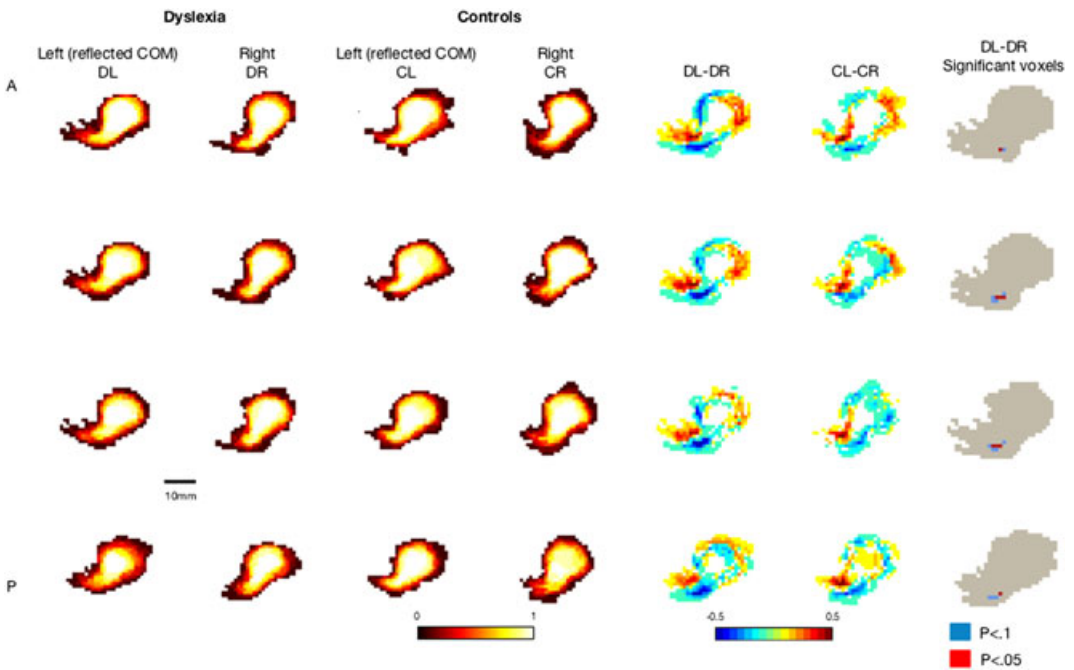 Dyslexia Controls
Left (reflected COM) Right Left (reflected COM) Right DL-DR
DL DR CL CR DL-DR CL-CR Significant voxels
A
10mm
P
0 1 -0.5 0.5
P<.1
P<.05